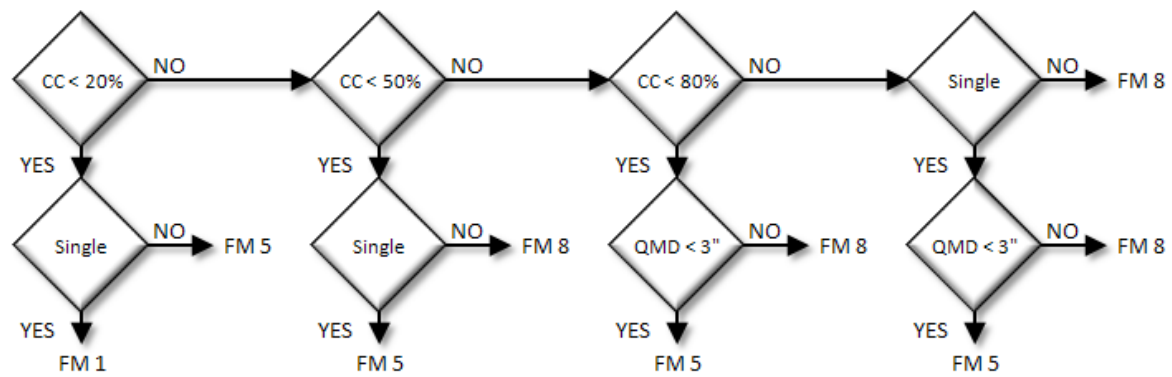 CC < 20%
NO
CC < 50%
NO
CC < 80%
NO
Single
NO
FM 8
YES
YES
YES
YES
Single
NO
FM 5
Single
NO
FM 8
QMD < 3"
NO
FM 8
QMD < 3"
NO
FM 8
YES
YES
YES
YES
FM 1
FM 5
FM 5
FM 5